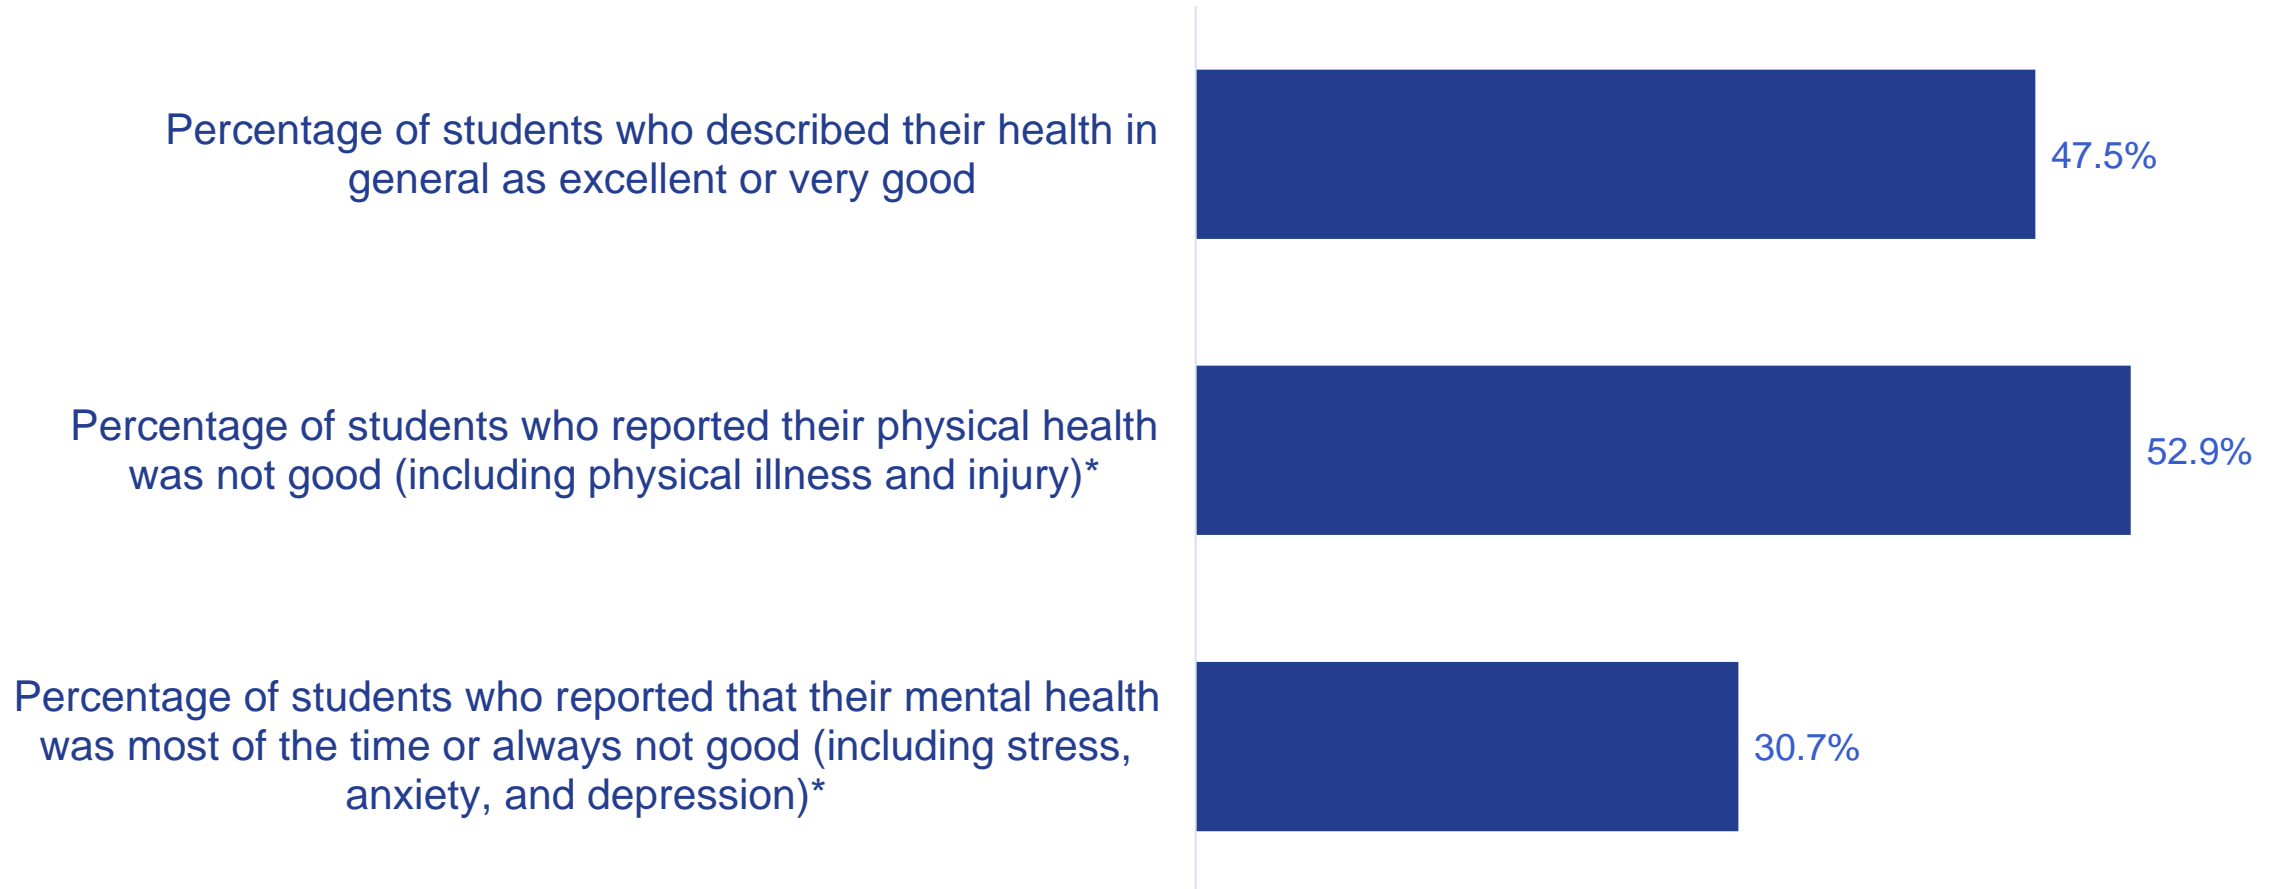 Percentage of students who described their health in
general as excellent or very good
47.5%
Percentage of students who reported their physical health
was not good (including physical illness and injury)*
52.9%
Percentage of students who reported that their mental health
was most of the time or always not good (including stress,
anxiety, and depression)*
30.7%